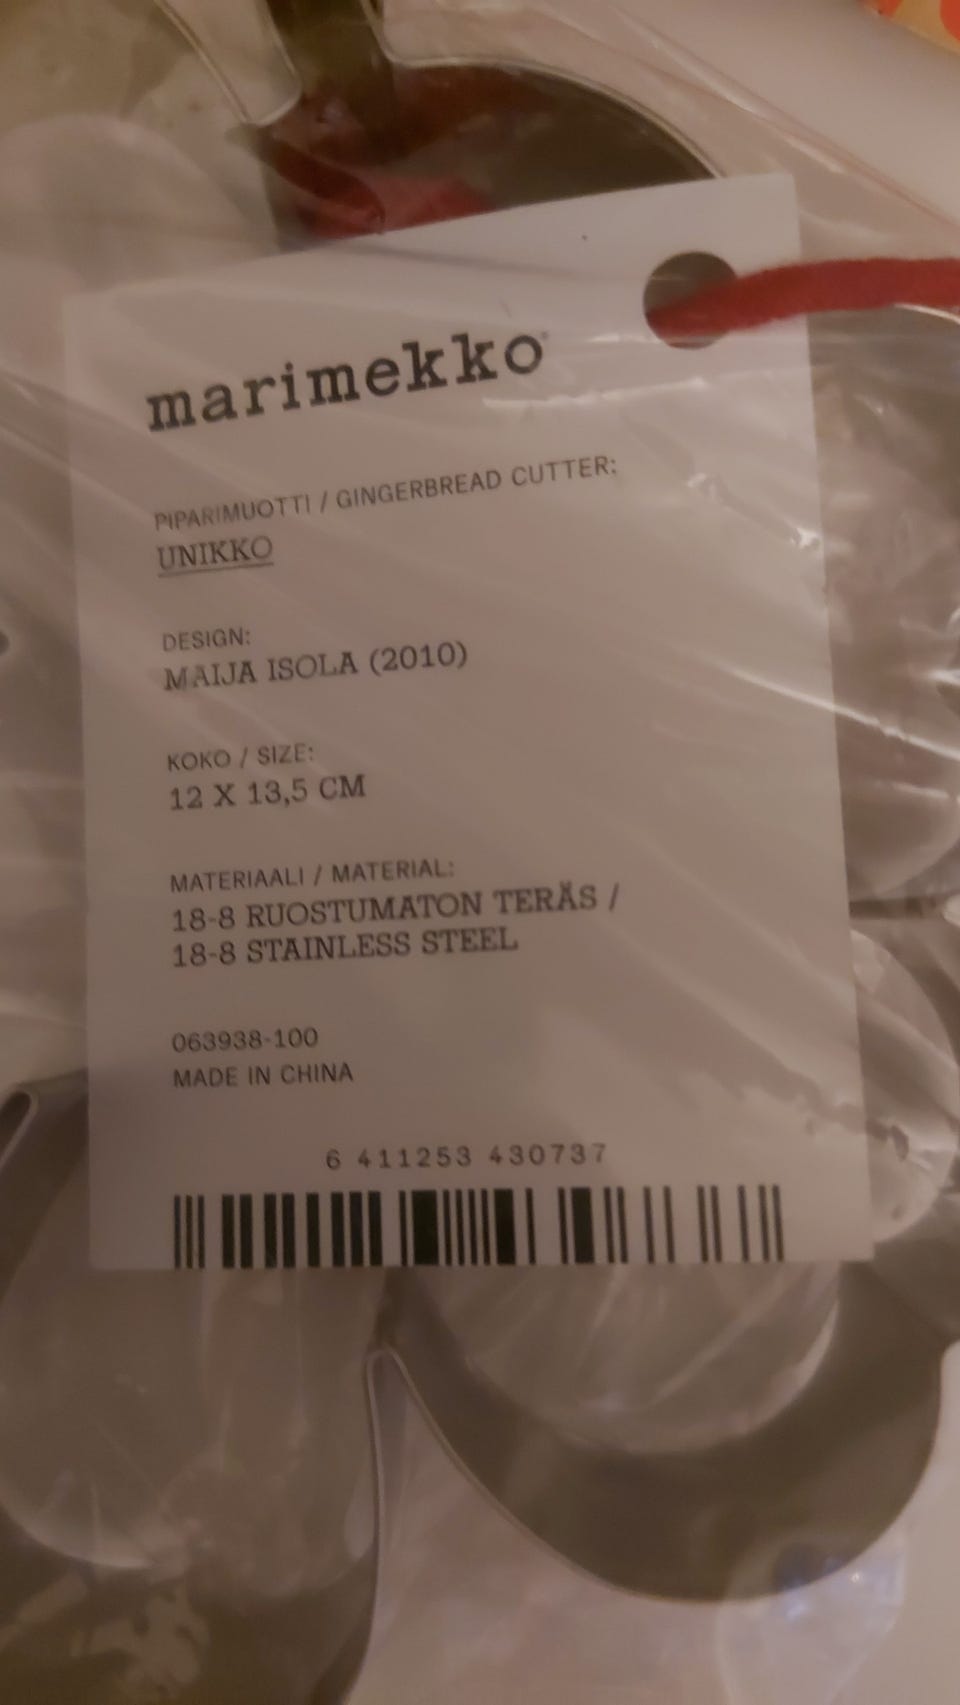 marimekko®
PIPARIMUOTTI / GINGERBREAD CUTTER:
UNIKKO
DESIGN:
MAIJA ISOLA (2010)
KOKO / SIZE:
12 X 13,5 CM
MATERIAALI / MATERIAL:
18-8 RUOSTUMATON TERÄS /
18-8 STAINLESS STEEL
063938-100
MADE IN CHINA
6 411253 430737